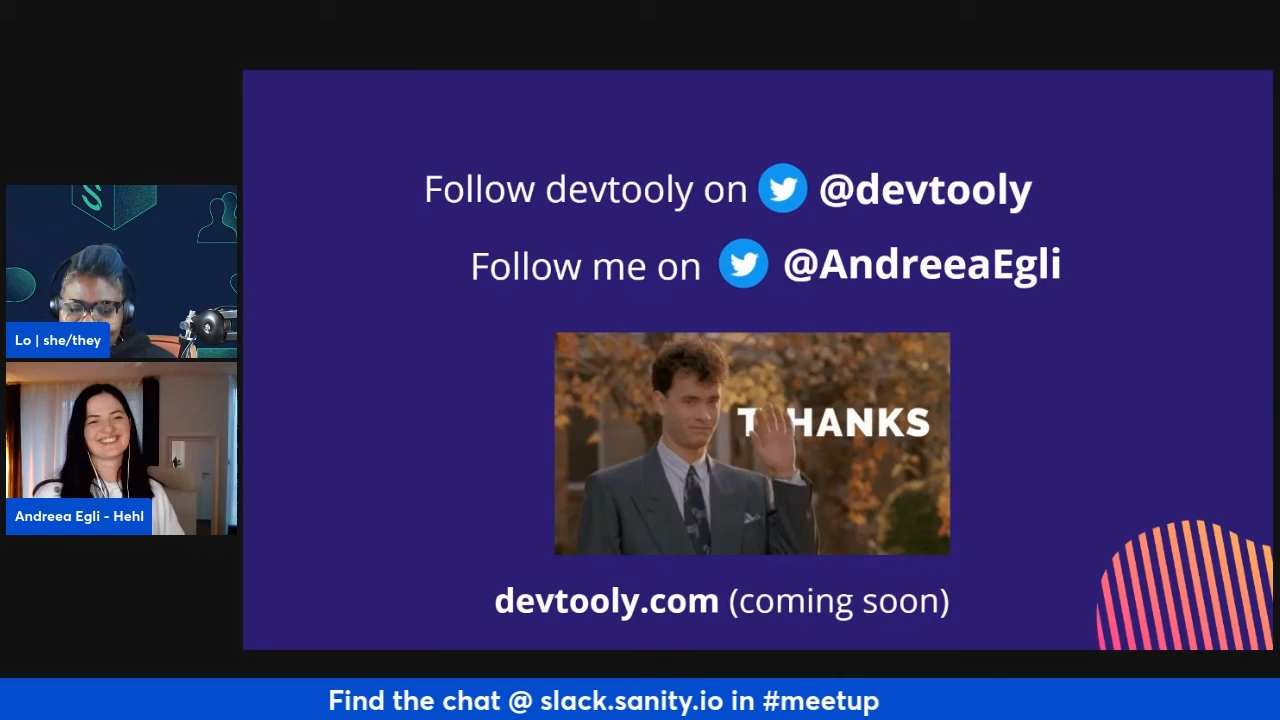 Follow devtooly on @devtooly
Follow me on @AndreeaEgli
THANKS
devtooly.com (coming soon)
Lo | she/they
Andreea Egli - Hehl
Find the chat @ slack.sanity.io in #meetup